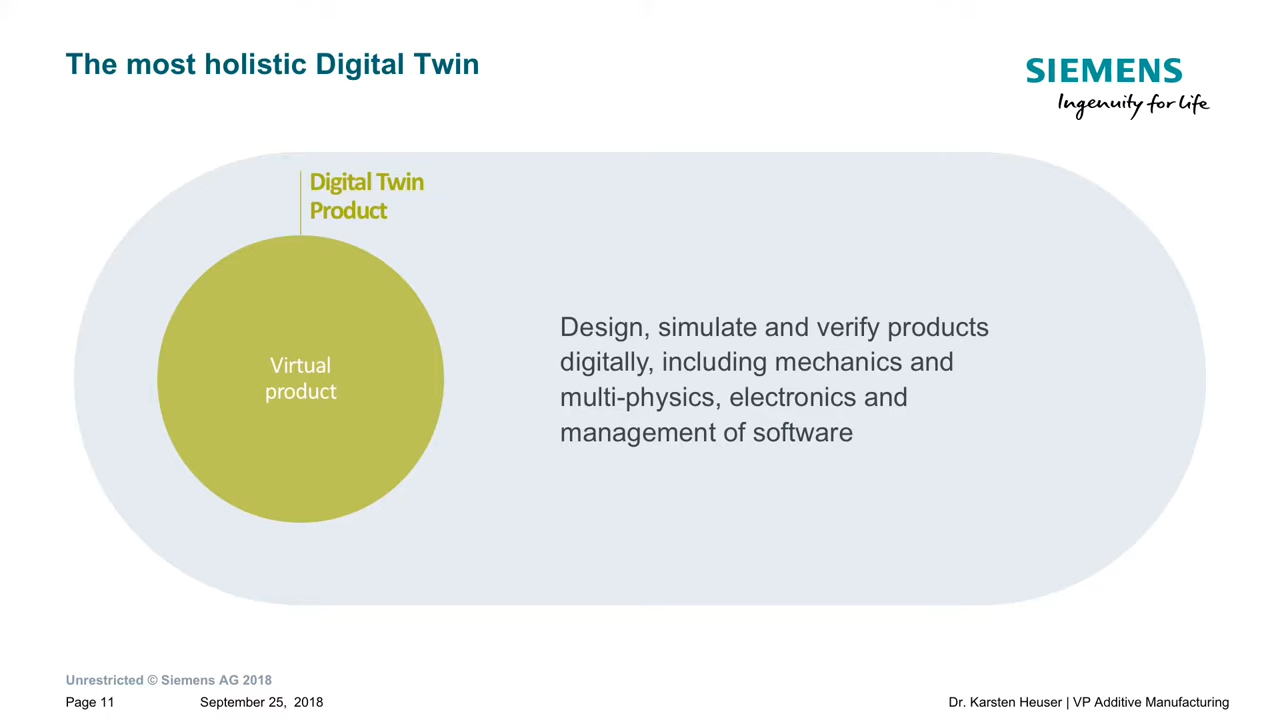 The most holistic Digital Twin
SIEMENS
Ingenuity for life
Digital Twin
Product
Virtual
product
Design, simulate and verify products
digitally, including mechanics and
multi-physics, electronics and
management of software
Unrestricted © Siemens AG 2018
Page 11 September 25, 2018 Dr. Karsten Heuser | VP Additive Manufacturing